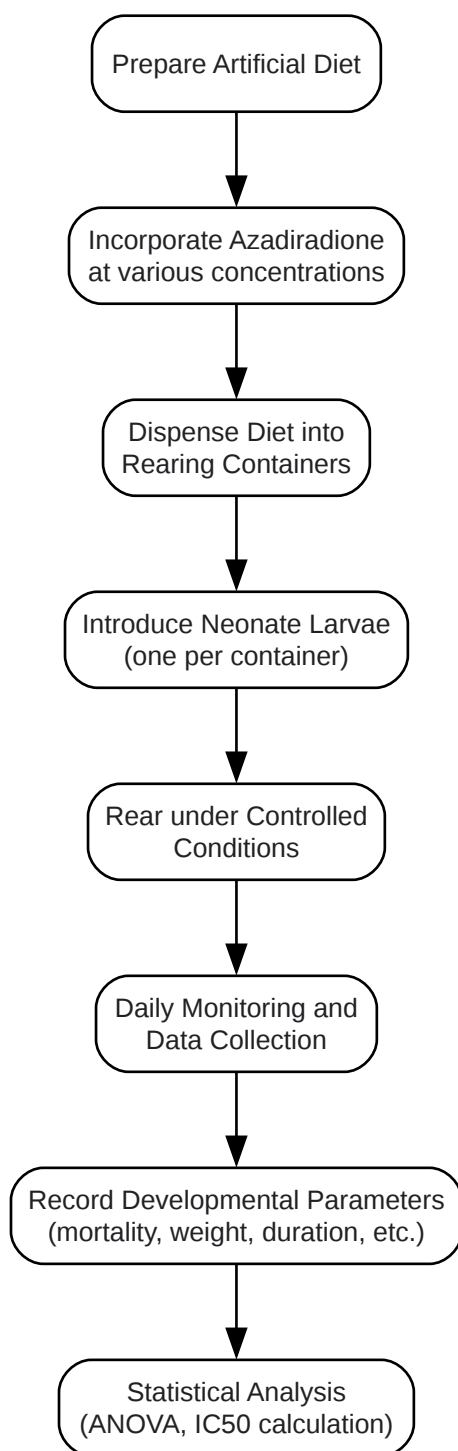 Prepare Artificial Diet
Incorporate Azadiradione
at various concentrations
Dispense Diet into
Rearing Containers
Introduce Neonate Larvae
(one per container)
Rear under Controlled
Conditions
Daily Monitoring and
Data Collection
Record Developmental Parameters
(mortality, weight, duration, etc.)
Statistical Analysis
(ANOVA, IC50 calculation)